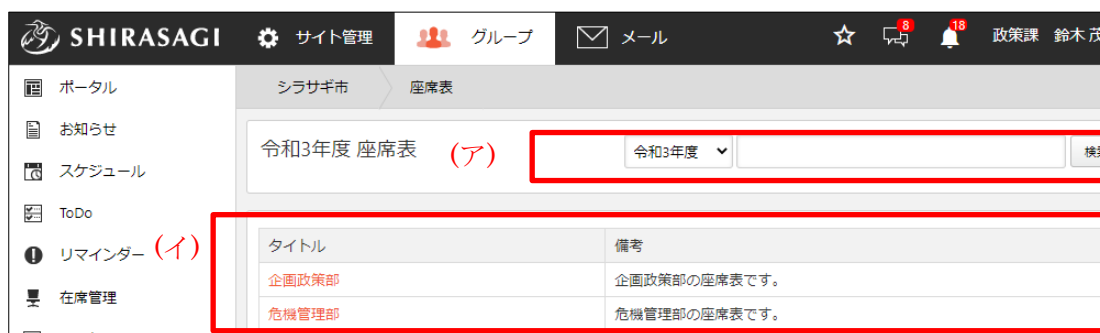 SHIRASAGI サイト管理 グループ メール 8 18 政策課 鈴木 茂
ポータル シラサギ市 座席表
お知らせ
令和3年度 座席表 (ア) 令和3年度
スケジュール
ToDo
リマインダー (イ) タイトル 備考
企画政策部 企画政策部の座席表です。
在席管理
危機管理部 危機管理部の座席表です。